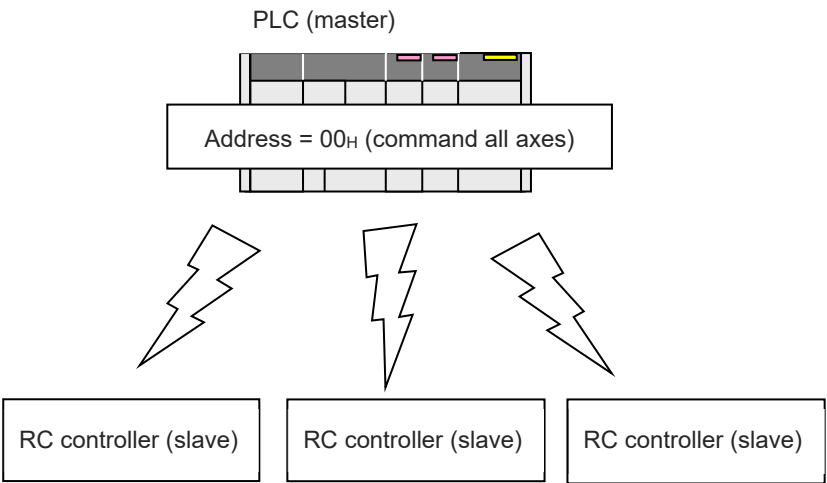 PLC (master)
Address = 00H (command all axes)
RC controller (slave)
RC controller (slave)
RC controller (slave)